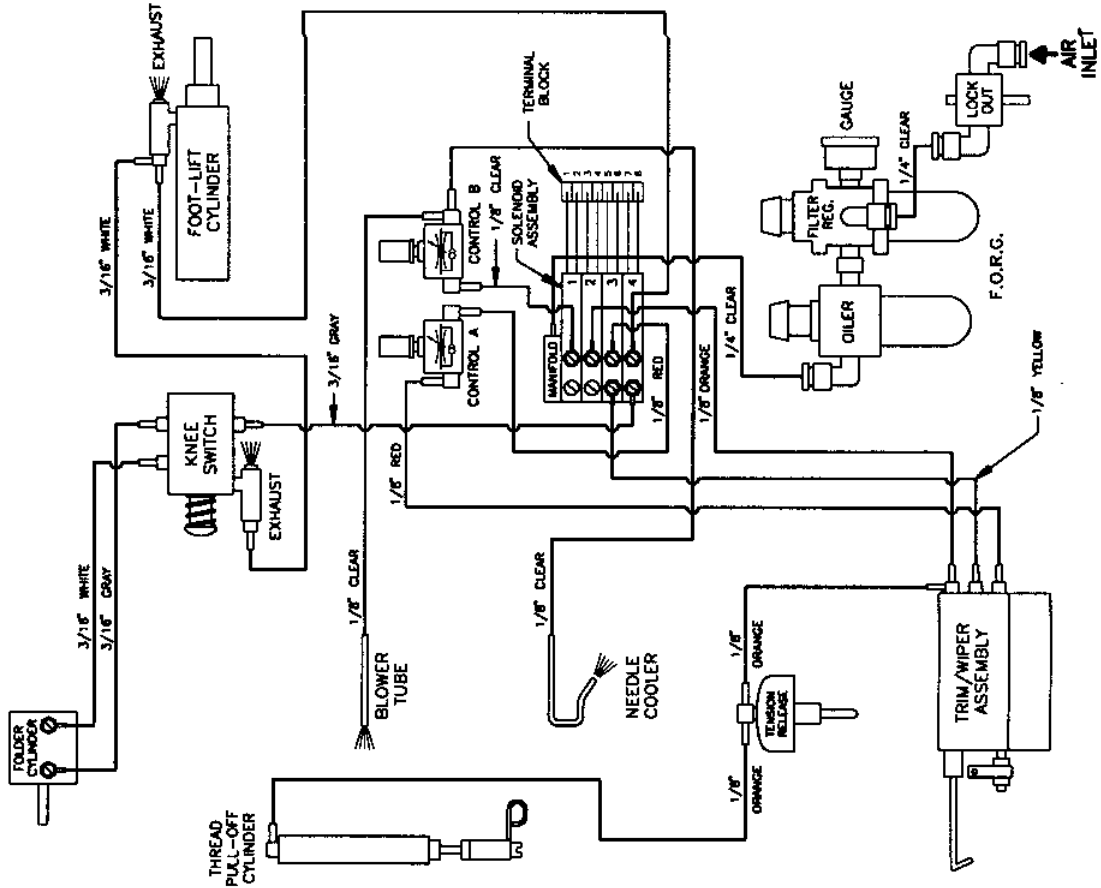 EXHAUST
FOOT-LIFT
CYLINDER
3/16" WHITE
3/16" WHITE
TERMINAL
BLOCK
SOLENOID
ASSEMBLY
1/8" CLEAR
CONTROL B
CONTROL A
3/16" GRAY
KNEE
SWITCH
EXHAUST
3/16" WHITE
3/16" GRAY
FOLDER
CYLINDER
1
2
3
4
5
6
7
8
1
2
3
4
MANIFOLD
1/8" RED
1/8" RED
1/8" ORANGE
1/4" CLEAR
GAUGE
FILTER
REG.
OILER
F.O.R.G.
1/4" CLEAR
LOCK
OUT
AIR
INLET
1/8" YELLOW
1/8" CLEAR
BLOWER
TUBE
1/8" CLEAR
NEEDLE
COOLER
1/8"
ORANGE
TENSION
RELEASE
1/8"
ORANGE
TRIM/WIPER
ASSEMBLY
THREAD
PULL-OFF
CYLINDER